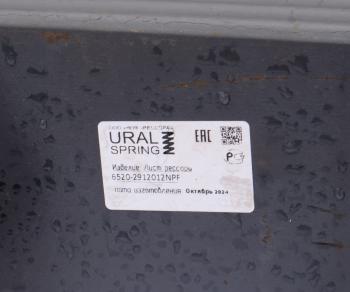 URAL
SPRING
EAC
Изделие: Лист рессоры
6520-2912012NPF
Дата изготовления Октябрь 2024